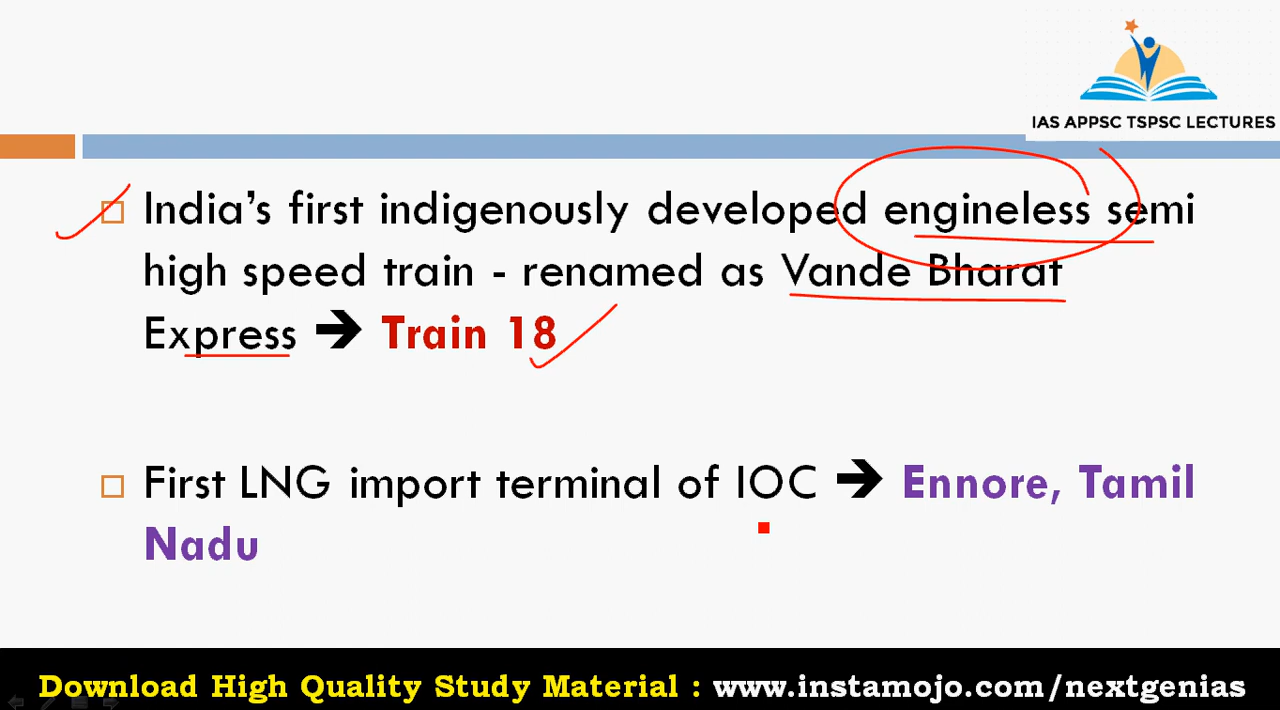 IAS APPSC TSPSC LECTURES
India’s first indigenously developed engineless semi
high speed train - renamed as Vande Bharat
Express ➔ Train 18
First LNG import terminal of IOC ➔ Ennore, Tamil
Nadu
Download High Quality Study Material : www.instamojo.com/nextgenias